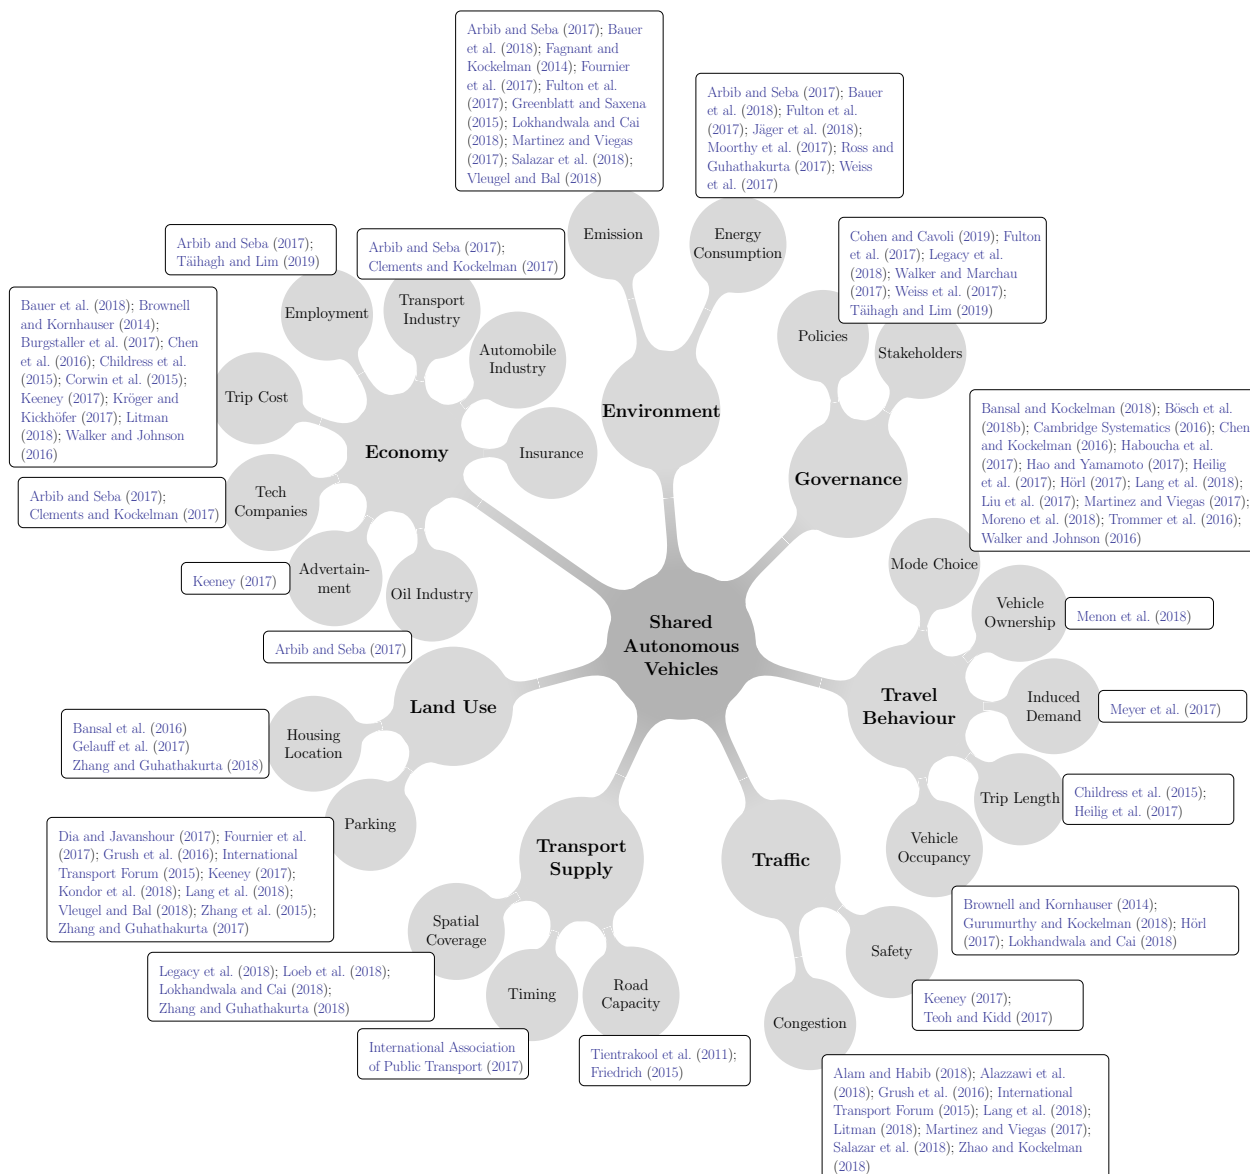 Arbib and Seba (2017); Bauer
et al. (2018); Fagnant and
Kockelman (2014); Fournier
et al. (2017); Fulton et al.
(2017); Greenblatt and Saxena
(2015); Lokhandwala and Cai
(2018); Martinez and Viegas
(2017); Salazar et al. (2018);
Vleugel and Bal (2018)
Arbib and Seba (2017); Bauer
et al. (2018); Fulton et al.
(2017); Jäger et al. (2018);
Moorthy et al. (2017); Ross and
Guhathakurta (2017); Weiss
et al. (2017)
Emission
Energy
Consumption
Environment
Cohen and Cavoli (2019); Fulton
et al. (2017); Legacy et al.
(2018); Walker and Marchau
(2017); Weiss et al. (2017);
Täihagh and Lim (2019)
Policies
Stakeholders
Governance
Arbib and Seba (2017);
Täihagh and Lim (2019)
Arbib and Seba (2017);
Clements and Kockelman (2017)
Employment
Transport
Industry
Automobile
Industry
Bauer et al. (2018); Brownell
and Kornhauser (2014);
Burgstaller et al. (2017); Chen
et al. (2016); Childress et al.
(2015); Corwin et al. (2015);
Keeney (2017); Kröger and
Kickhöfer (2017); Litman
(2018); Walker and Johnson
(2016)
Trip Cost
Economy
Insurance
Arbib and Seba (2017);
Clements and Kockelman (2017)
Tech
Companies
Keeney (2017)
Advertain-
ment
Oil Industry
Arbib and Seba (2017)
Bansal and Kockelman (2018); Bösch et al.
(2018b); Cambridge Systematics (2016); Chen
and Kockelman (2016); Haboucha et al.
(2017); Hao and Yamamoto (2017); Heilig
et al. (2017); Hörl (2017); Lang et al. (2018);
Liu et al. (2017); Martinez and Viegas (2017);
Moreno et al. (2018); Trommer et al. (2016);
Walker and Johnson (2016)
Mode Choice
Vehicle
Ownership
Menon et al. (2018)
Shared
Autonomous
Vehicles
Travel
Behaviour
Induced
Demand
Meyer et al. (2017)
Trip Length
Childress et al. (2015);
Heilig et al. (2017)
Vehicle
Occupancy
Brownell and Kornhauser (2014);
Gurumurthy and Kockelman (2018); Hörl
(2017); Lokhandwala and Cai (2018)
Land Use
Bansal et al. (2016)
Gelauff et al. (2017)
Zhang and Guhathakurta (2018)
Housing
Location
Parking
Dia and Javanshour (2017); Fournier et al.
(2017); Grush et al. (2016); International
Transport Forum (2015); Keeney (2017);
Kondor et al. (2018); Lang et al. (2018);
Vleugel and Bal (2018); Zhang et al. (2015);
Zhang and Guhathakurta (2017)
Transport
Supply
Spatial
Coverage
Legacy et al. (2018); Loeb et al. (2018);
Lokhandwala and Cai (2018);
Zhang and Guhathakurta (2018)
Timing
International Association
of Public Transport (2017)
Road
Capacity
Tientrakool et al. (2011);
Friedrich (2015)
Traffic
Safety
Keeney (2017);
Teoh and Kidd (2017)
Congestion
Alam and Habib (2018); Alazzawi et al.
(2018); Grush et al. (2016); International
Transport Forum (2015); Lang et al. (2018);
Litman (2018); Martinez and Viegas (2017);
Salazar et al. (2018); Zhao and Kockelman
(2018)